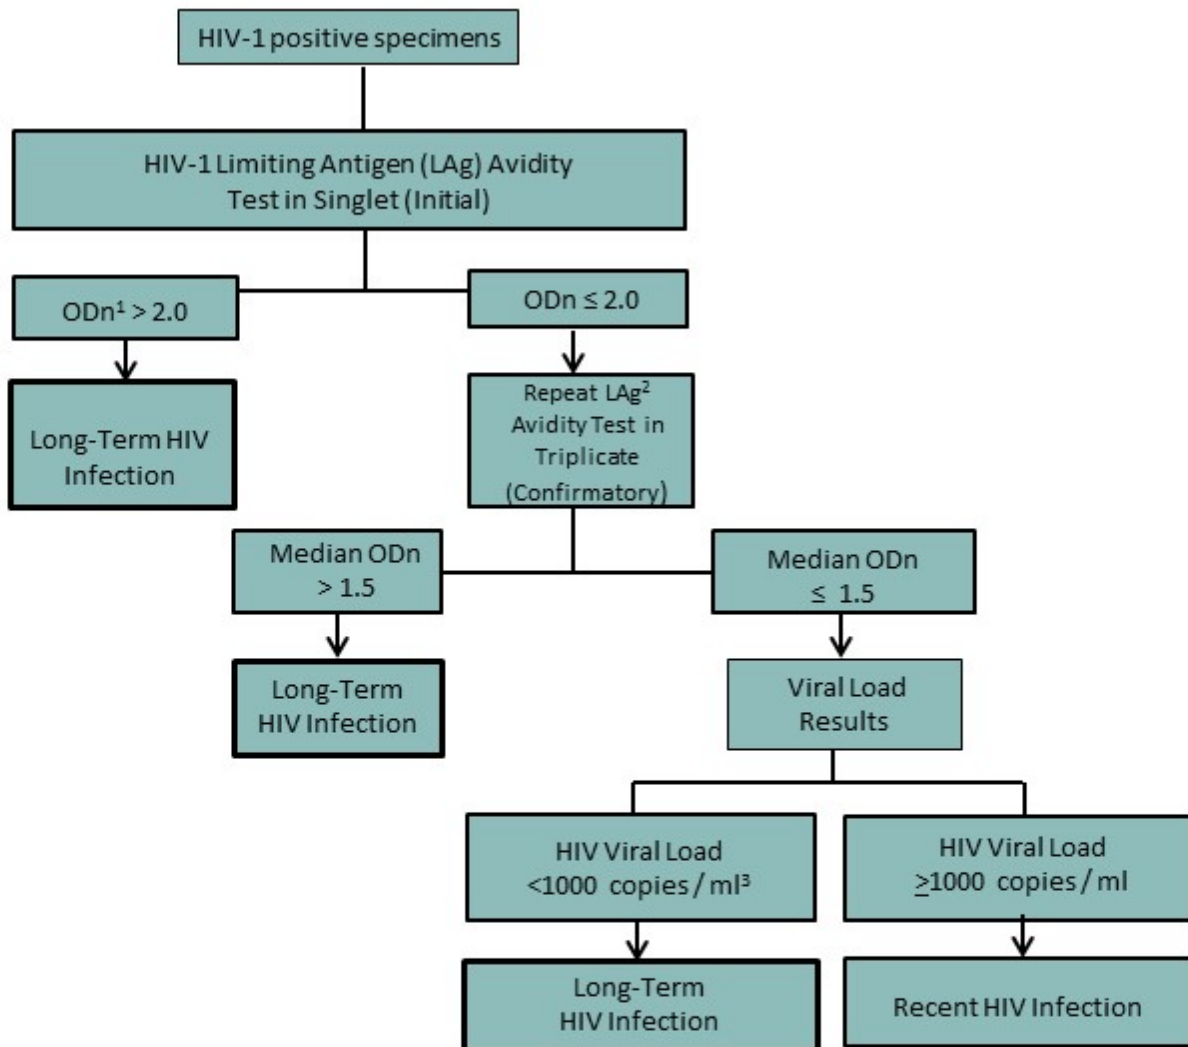 HIV-1 positive specimens
HIV-1 Limiting Antigen (LAg) Avidity
Test in Singlet (Initial)
ODn¹ > 2.0
ODn ≤ 2.0
Long-Term HIV
Infection
Repeat LAg²
Avidity Test in
Triplicate
(Confirmatory)
Median ODn
> 1.5
Median ODn
≤ 1.5
Long-Term
HIV Infection
Viral Load
Results
HIV Viral Load
<1000 copies / ml³
HIV Viral Load
≥1000 copies / ml
Long-Term
HIV Infection
Recent HIV Infection